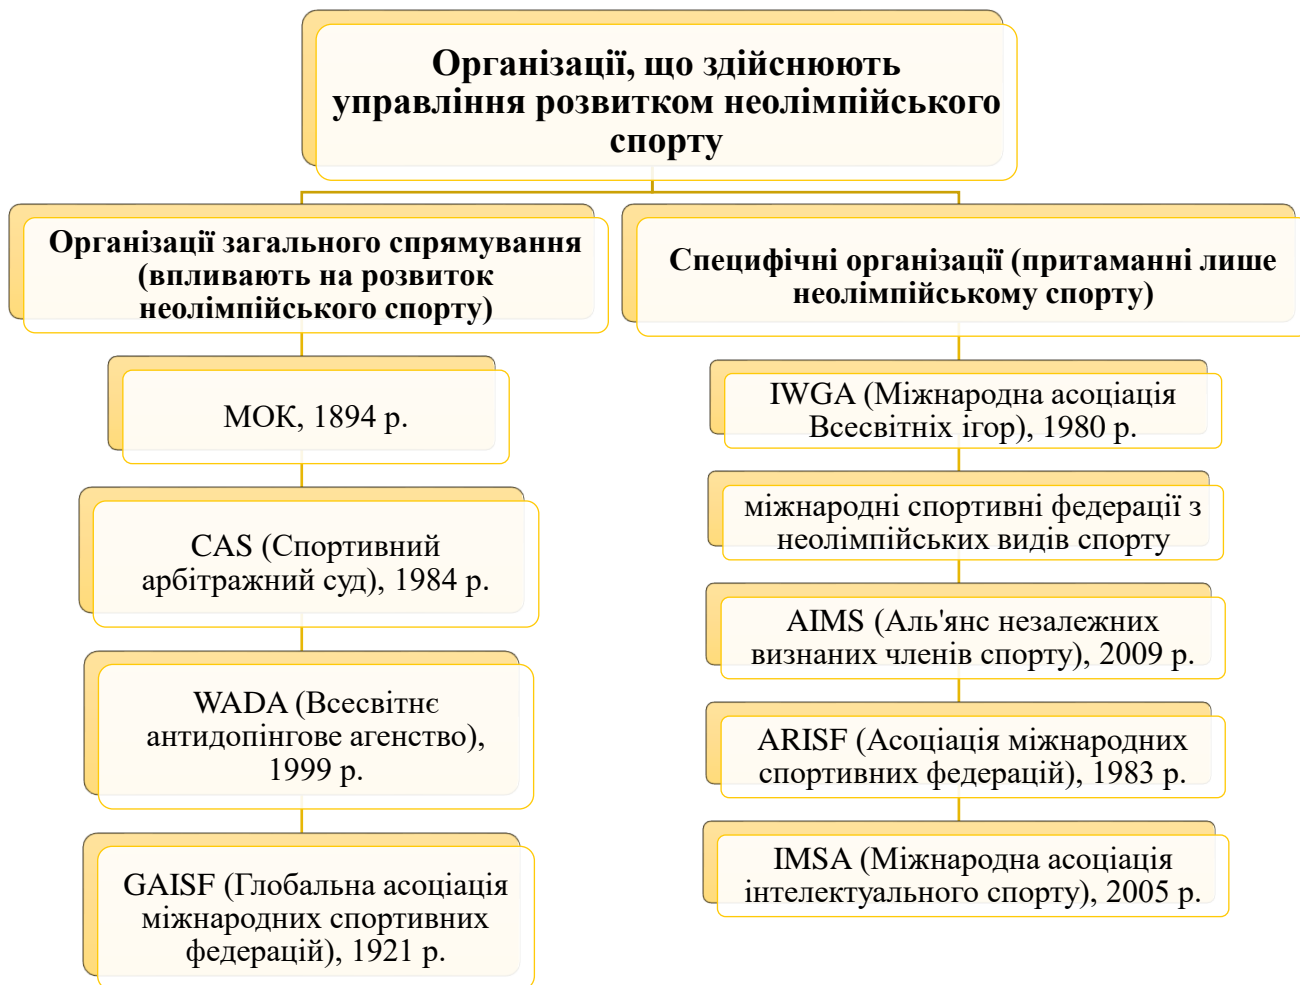 Організації, що здійснюють
управління розвитком неолімпійського
спорту
Організації загального спрямування
(впливають на розвиток
неолімпійського спорту)
МОК, 1894 р.
CAS (Спортивний
арбітражний суд), 1984 р.
WADA (Всесвітнє
антидопінгове агенство),
1999 р.
GAISF (Глобальна асоціація
міжнародних спортивних
федерацій), 1921 р.
Специфічні організації (притаманні лише
неолімпійському спорту)
IWGA (Міжнародна асоціація
Всесвітніх ігор), 1980 р.
міжнародні спортивні федерації з
неолімпійських видів спорту
AIMS (Аль'янс незалежних
визнаних членів спорту), 2009 р.
ARISF (Асоціація міжнародних
спортивних федерацій), 1983 р.
IMSA (Міжнародна асоціація
інтелектуального спорту), 2005 р.